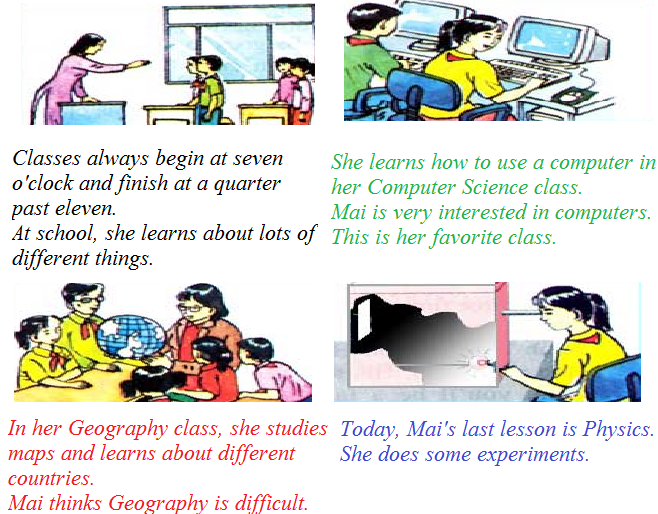 Classes always begin at seven
o'clock and finish at a quarter
past eleven.
At school, she learns about lots of
different things.
She learns how to use a computer in
her Computer Science class.
Mai is very interested in computers.
This is her favorite class.
In her Geography class, she studies
maps and learns about different
countries.
Mai thinks Geography is difficult.
Today, Mai's last lesson is Physics.
She does some experiments.